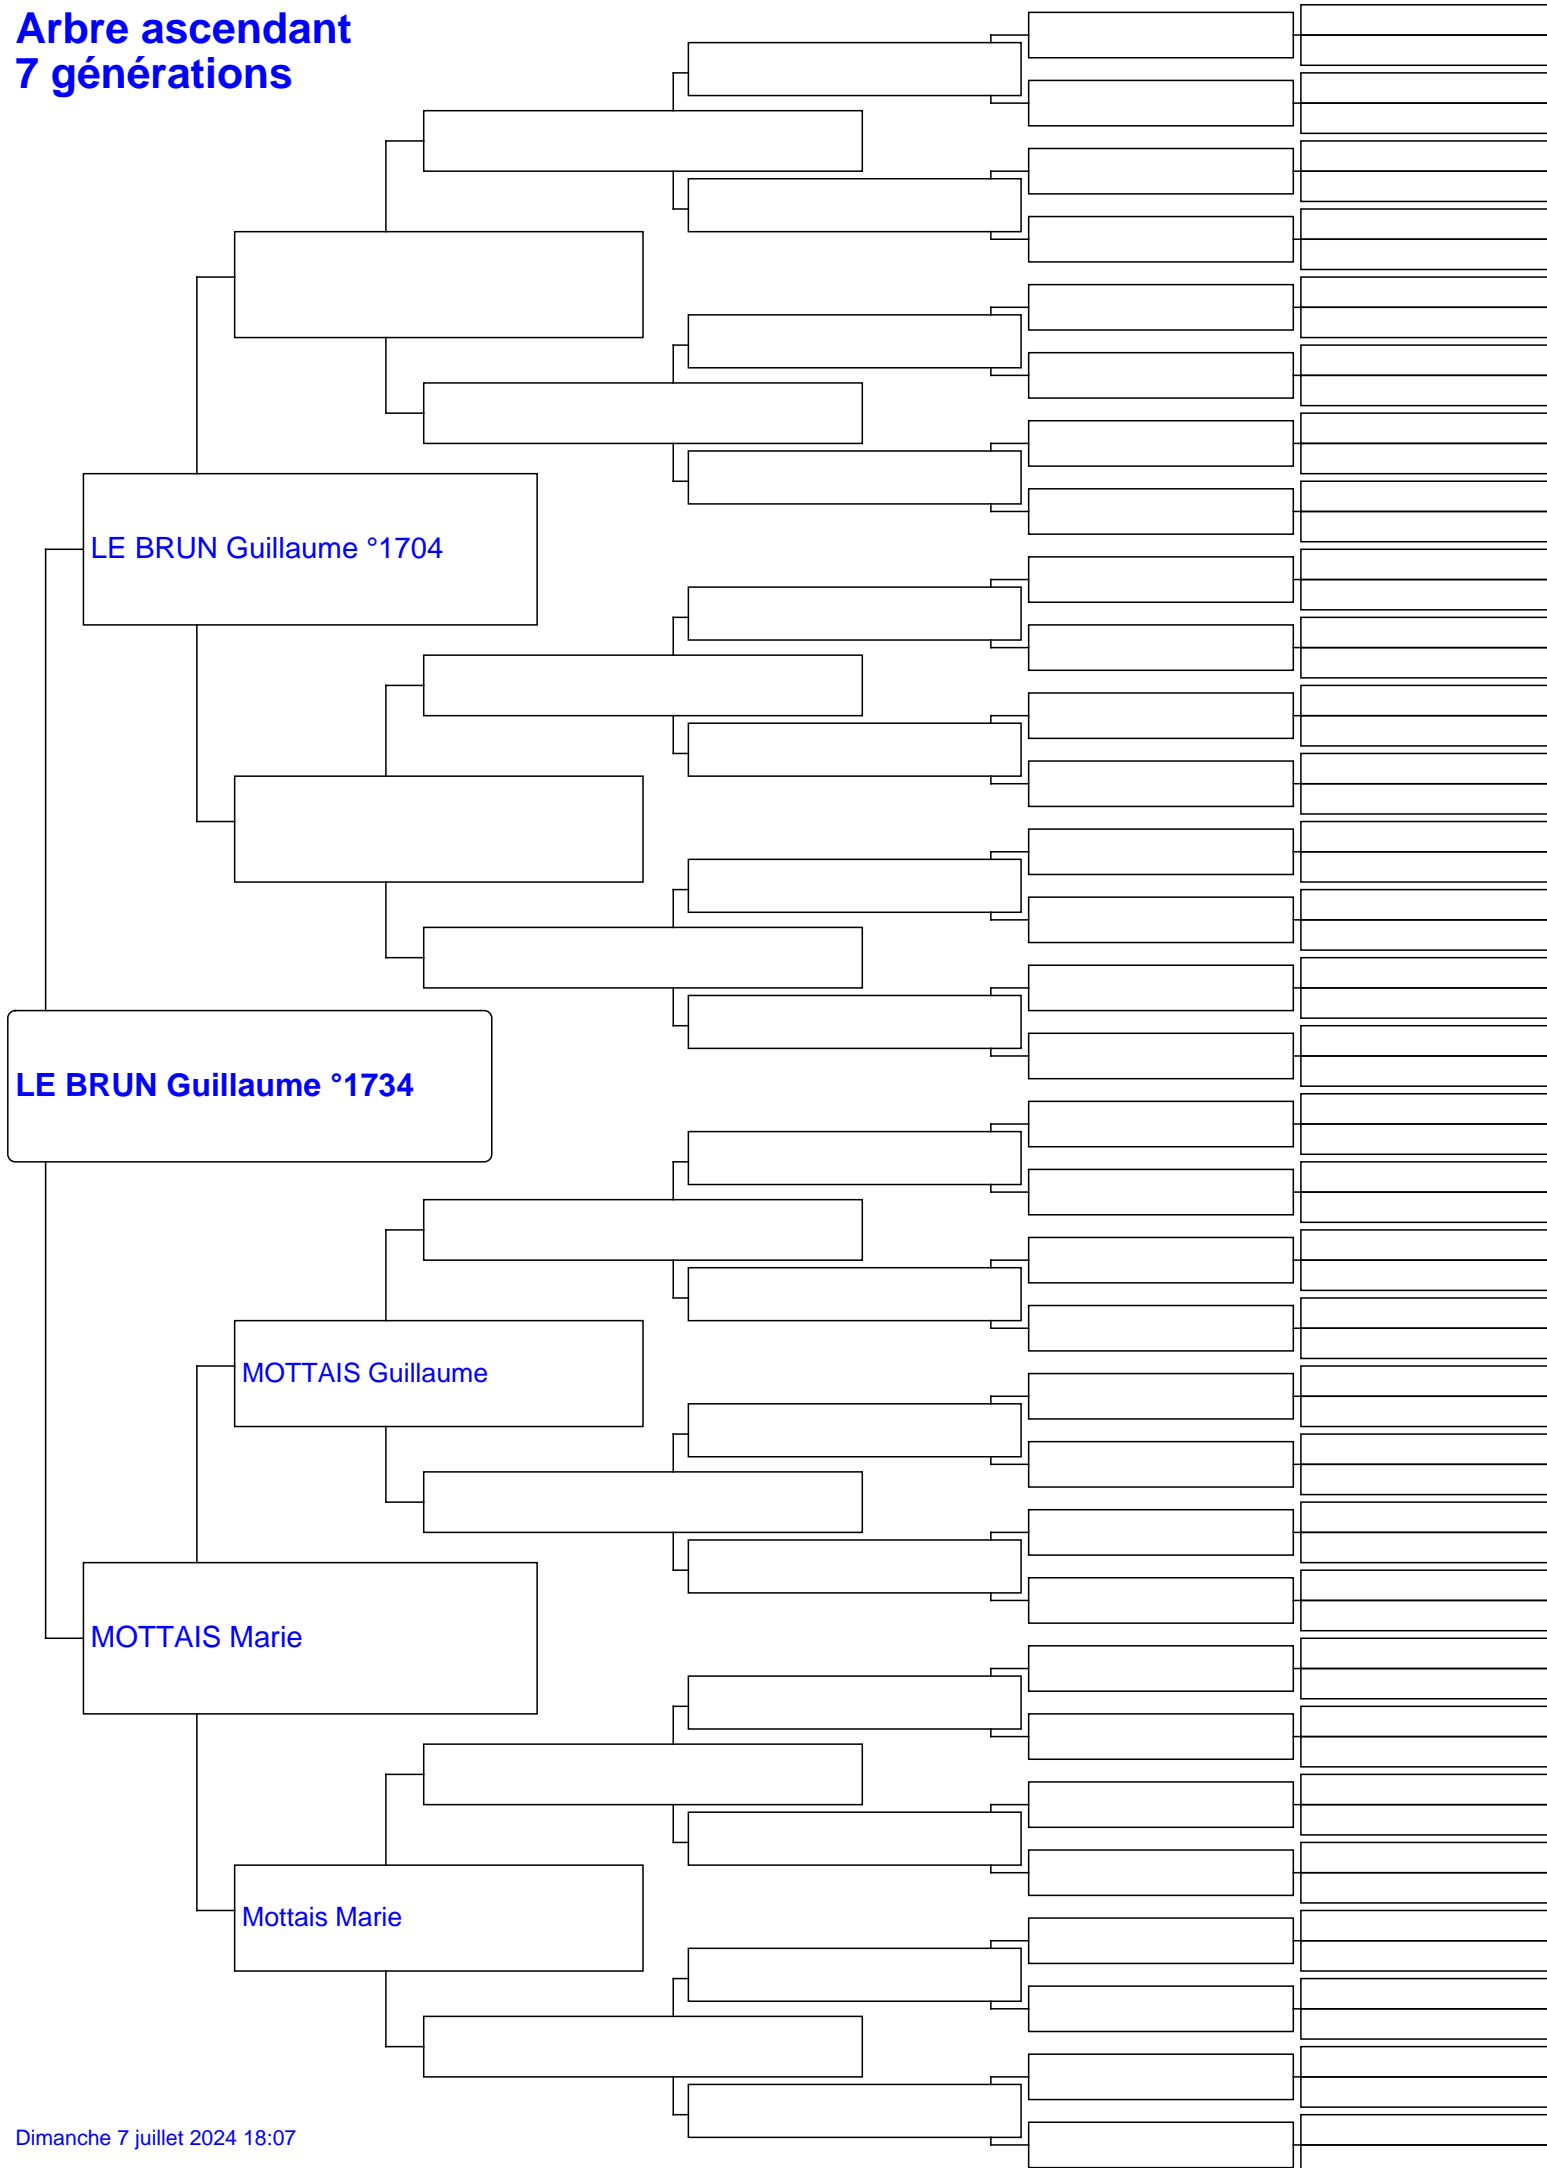 Arbre ascendant
7 générations
LE BRUN Guillaume °1704
LE BRUN Guillaume °1734
MOTTAIS Guillaume
MOTTAIS Marie
Mottais Marie
Dimanche 7 juillet 2024 18:07